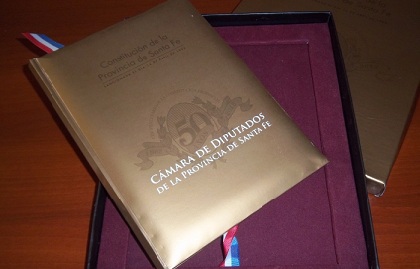 Constitución de la
Provincia de Santa Fe
50
CÁMARA DE DIPUTADOS
DE LA PROVINCIA DE SANTA FE